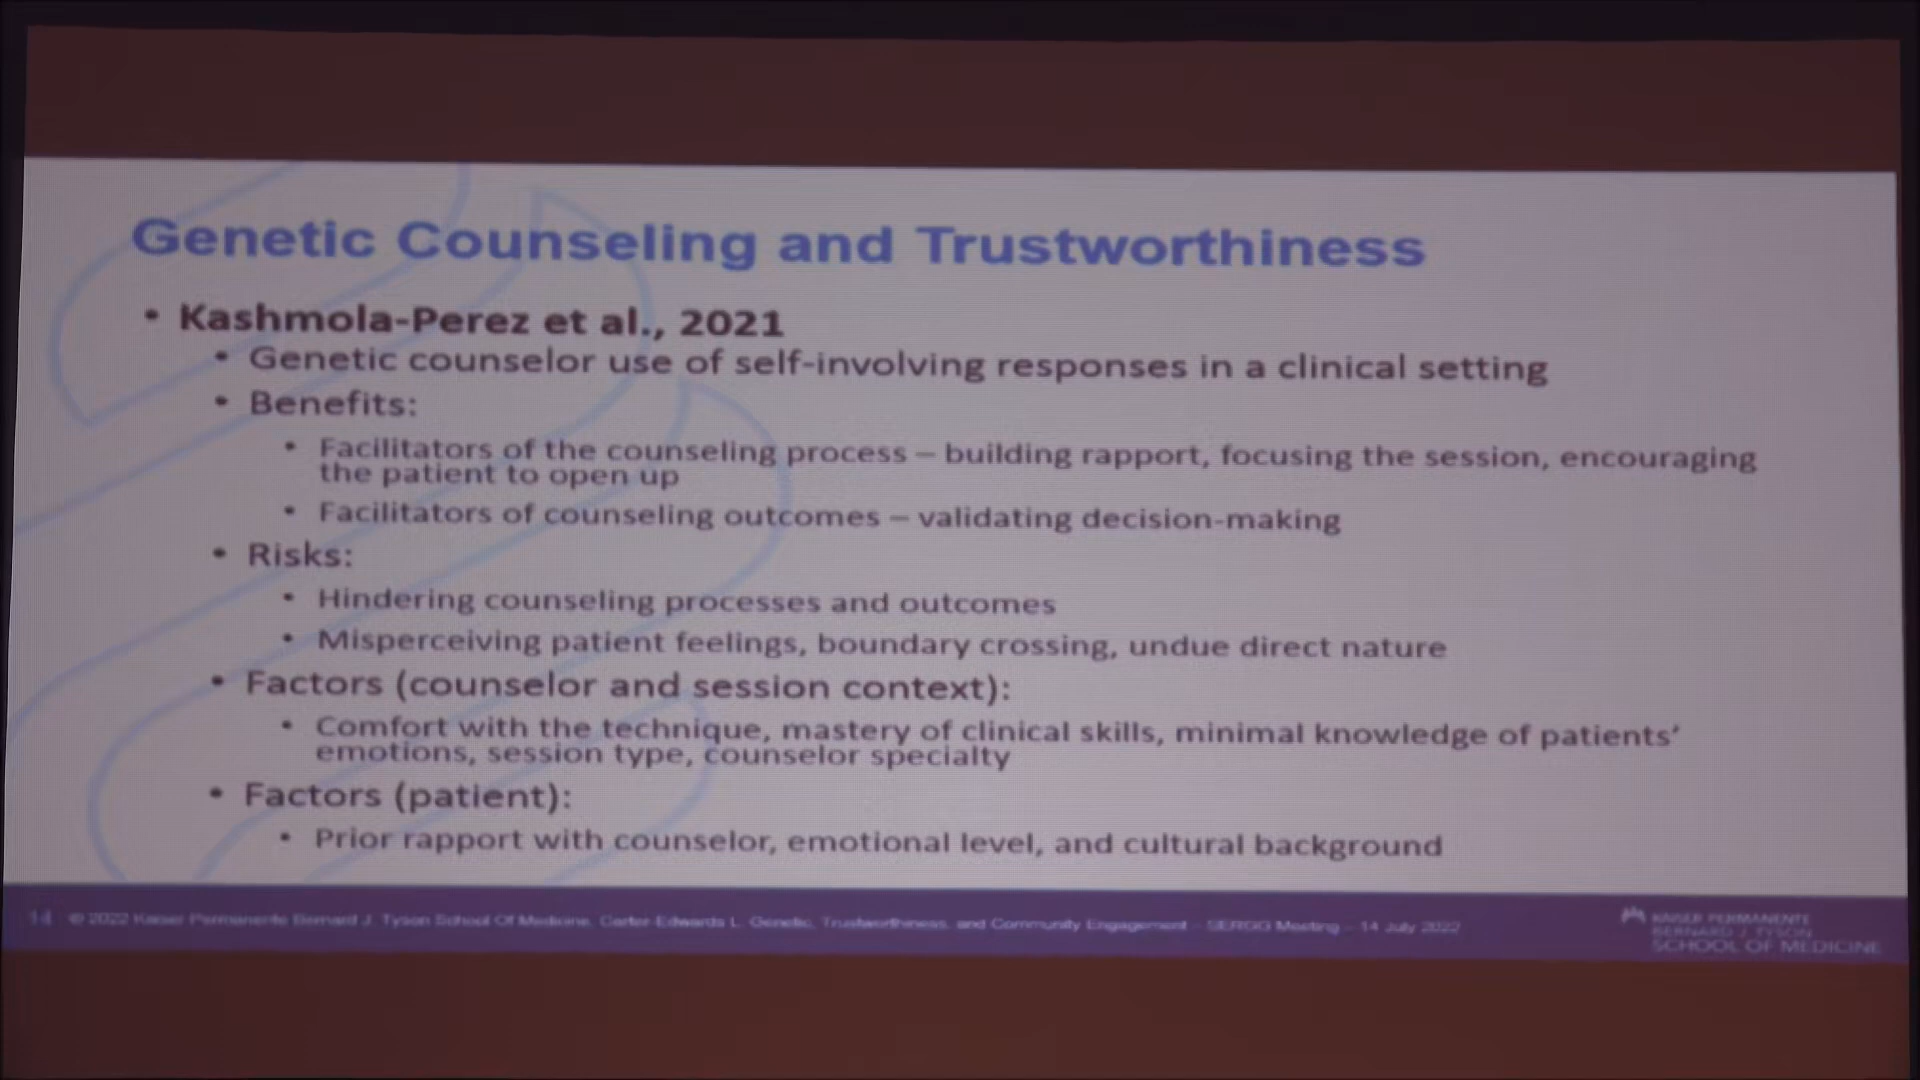 Genetic Counseling and Trustworthiness
• Kashmola-Perez et al., 2021
• Genetic counselor use of self-involving responses in a clinical setting
• Benefits:
• Facilitators of the counseling process – building rapport, focusing the session, encouraging
the patient to open up
• Facilitators of counseling outcomes – validating decision-making
• Risks:
• Hindering counseling processes and outcomes
• Misperceiving patient feelings, boundary crossing, undue direct nature
• Factors (counselor and session context):
• Comfort with the technique, mastery of clinical skills, minimal knowledge of patients’
emotions, session type, counselor specialty
• Factors (patient):
• Prior rapport with counselor, emotional level, and cultural background
14 © 2022 Kaiser Permanente Bernard J. Tyson School Of Medicine. Carter-Edwards L. Genetic, Trustworthiness, and Community Engagement - SERGG Meeting – 14 July 2022
KAISER PERMANENTE
BERNARD J. TYSON
SCHOOL OF MEDICINE